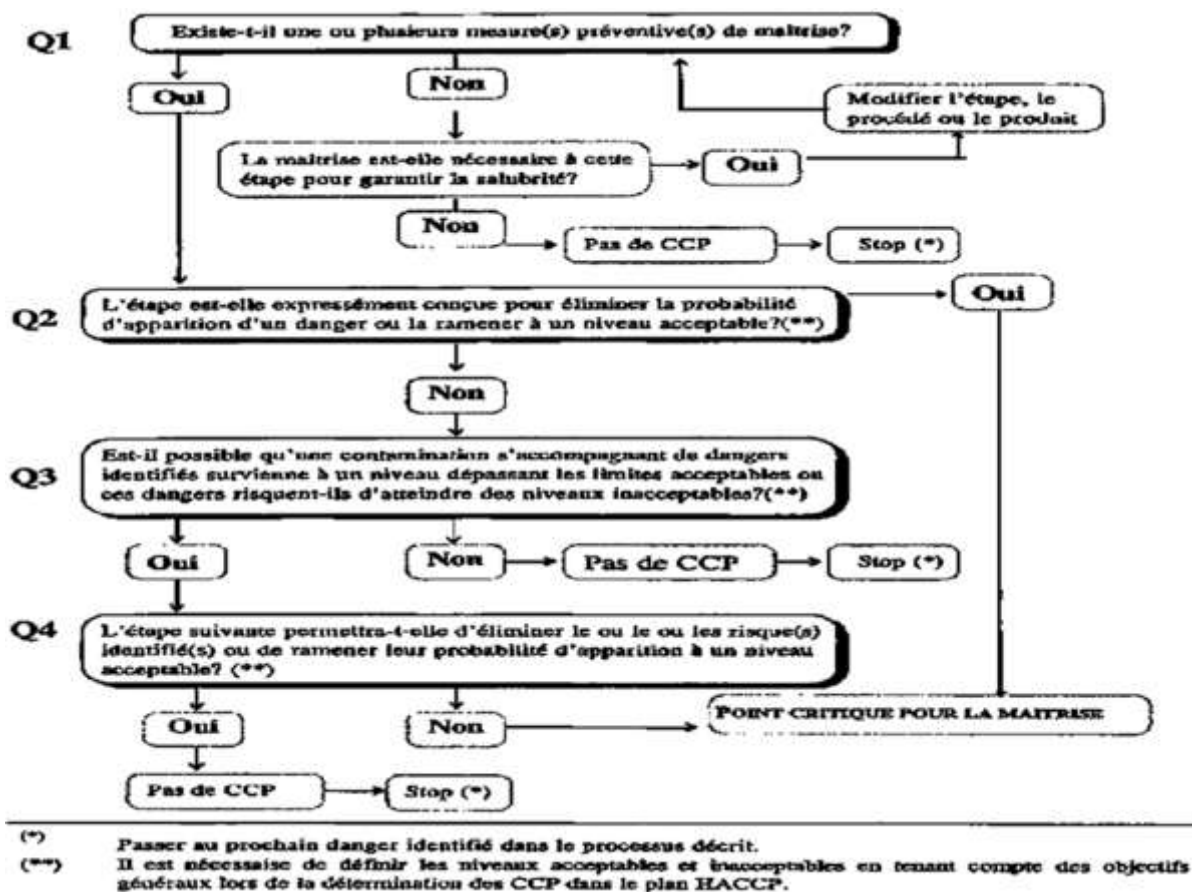 Q1
Existe-t-il une ou plusieurs mesure(s) préventive(s) de maîtrise?
Oui
Non
Modifier l'étape, le
procédé ou le produit
La maîtrise est-elle nécessaire à cette
étape pour garantir la salubrité?
Oui
Non
Pas de CCP
Stop (*)
Q2
L'étape est-elle expressément conçue pour éliminer la probabilité
d'apparition d'un danger ou la ramener à un niveau acceptable?(**)
Oui
Non
Q3
Est-il possible qu'une contamination s'accompagnant de dangers
identifiés survienne à un niveau dépassant les limites acceptables ou
ces dangers risquent-ils d'atteindre des niveaux inacceptables?(**)
Oui
Non
Pas de CCP
Stop (*)
Q4
L'étape suivante permettra-t-elle d'éliminer le ou le ou les risque(s)
identifié(s) ou de ramener leur probabilité d'apparition à un niveau
acceptable? (**)
Oui
Non
POINT CRITIQUE POUR LA MAITRISE
Pas de CCP
Stop (*)
(*) Passer au prochain danger identifié dans le processus décrit.
(**) Il est nécessaise de définir les niveaux acceptables et inacceptables en tenant compte des objectifs
généraux lors de la détermination des CCP dans le plan HACCP.